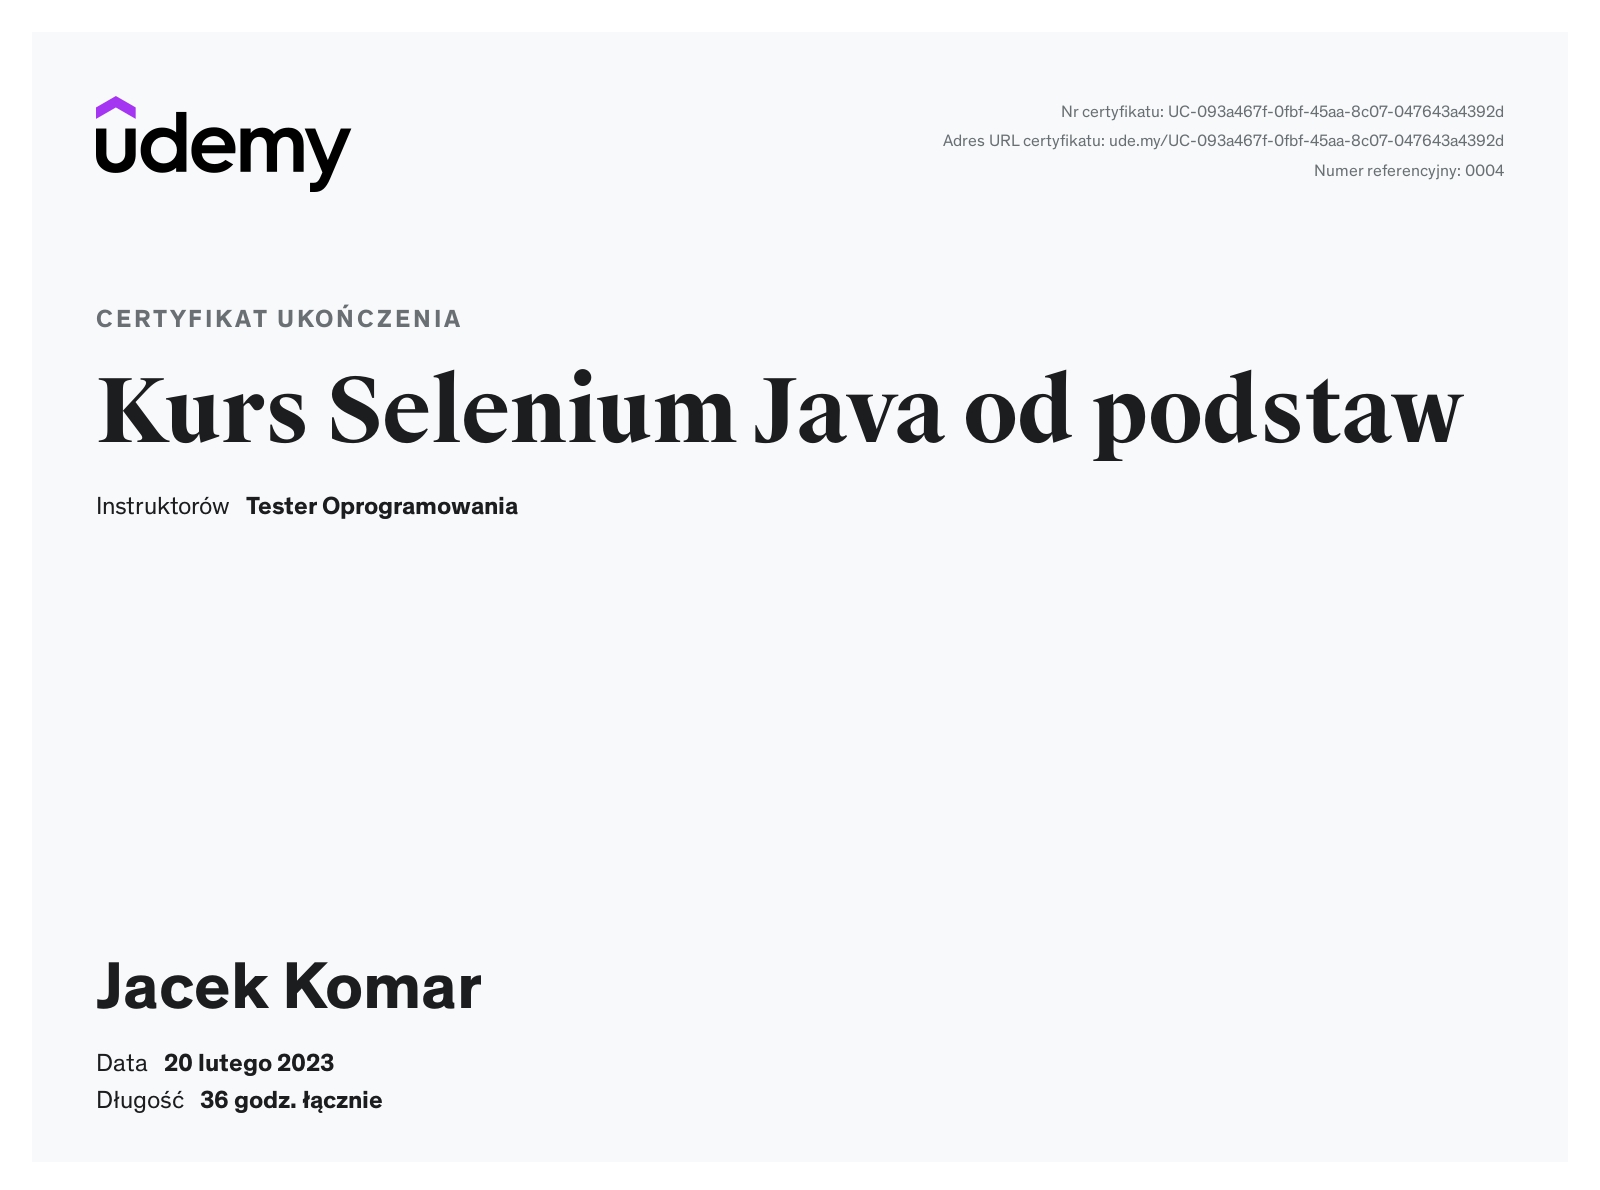 udemy
Nr certyfikatu: UC-093a467f-0fbf-45aa-8c07-047643a4392d
Adres URL certyfikatu: ude.my/UC-093a467f-0fbf-45aa-8c07-047643a4392d
Numer referencyjny: 0004
CERTYFIKAT UKOŃCZENIA
Kurs Selenium Java od podstaw
Instruktorów Tester Oprogramowania
Jacek Komar
Data 20 lutego 2023
Długość 36 godz. łącznie